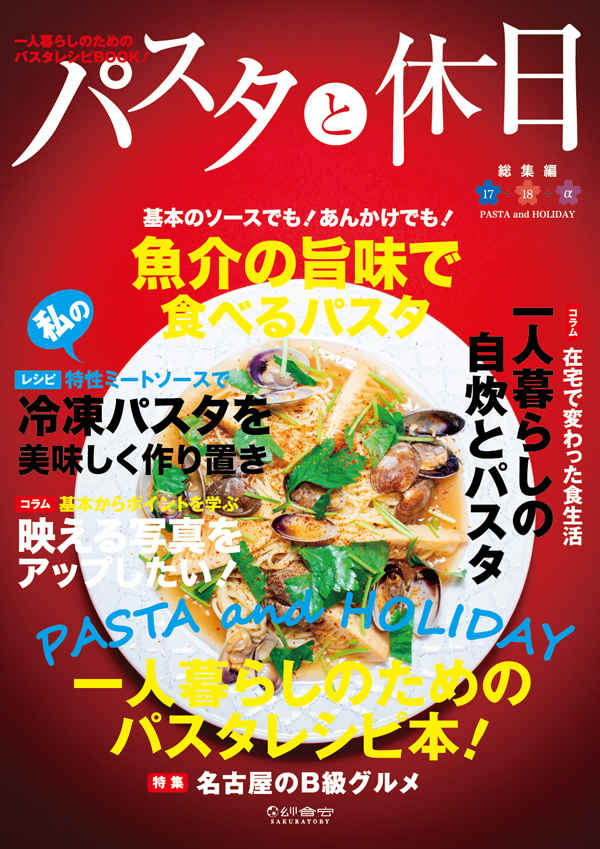 一人暮らしのための
パスタレシピBOOK!
パスタと休日
総集編
17 + 18 + α
PASTA and HOLIDAY
基本のソースでも!あんかけでも!
魚介の旨味で
食べるパスタ
私の
レシピ 特性ミートソースで
冷凍パスタを
美味しく作り置き
コラム 在宅で変わった食生活
一人暮らしの
自炊とパスタ
コラム 基本からポイントを学ぶ
映える写真を
アップしたい!
PASTA and HOLIDAY
一人暮らしのための
パスタレシピ本!
特集 名古屋のB級グルメ
SAKURATORY